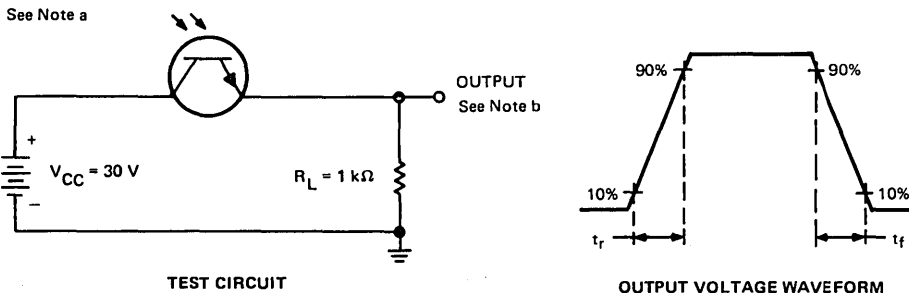 See Note a
OUTPUT
See Note b
+
V_CC = 30 V
−
R_L = 1 kΩ
TEST CIRCUIT
90%
90%
10%
10%
t_r
t_f
OUTPUT VOLTAGE WAVEFORM